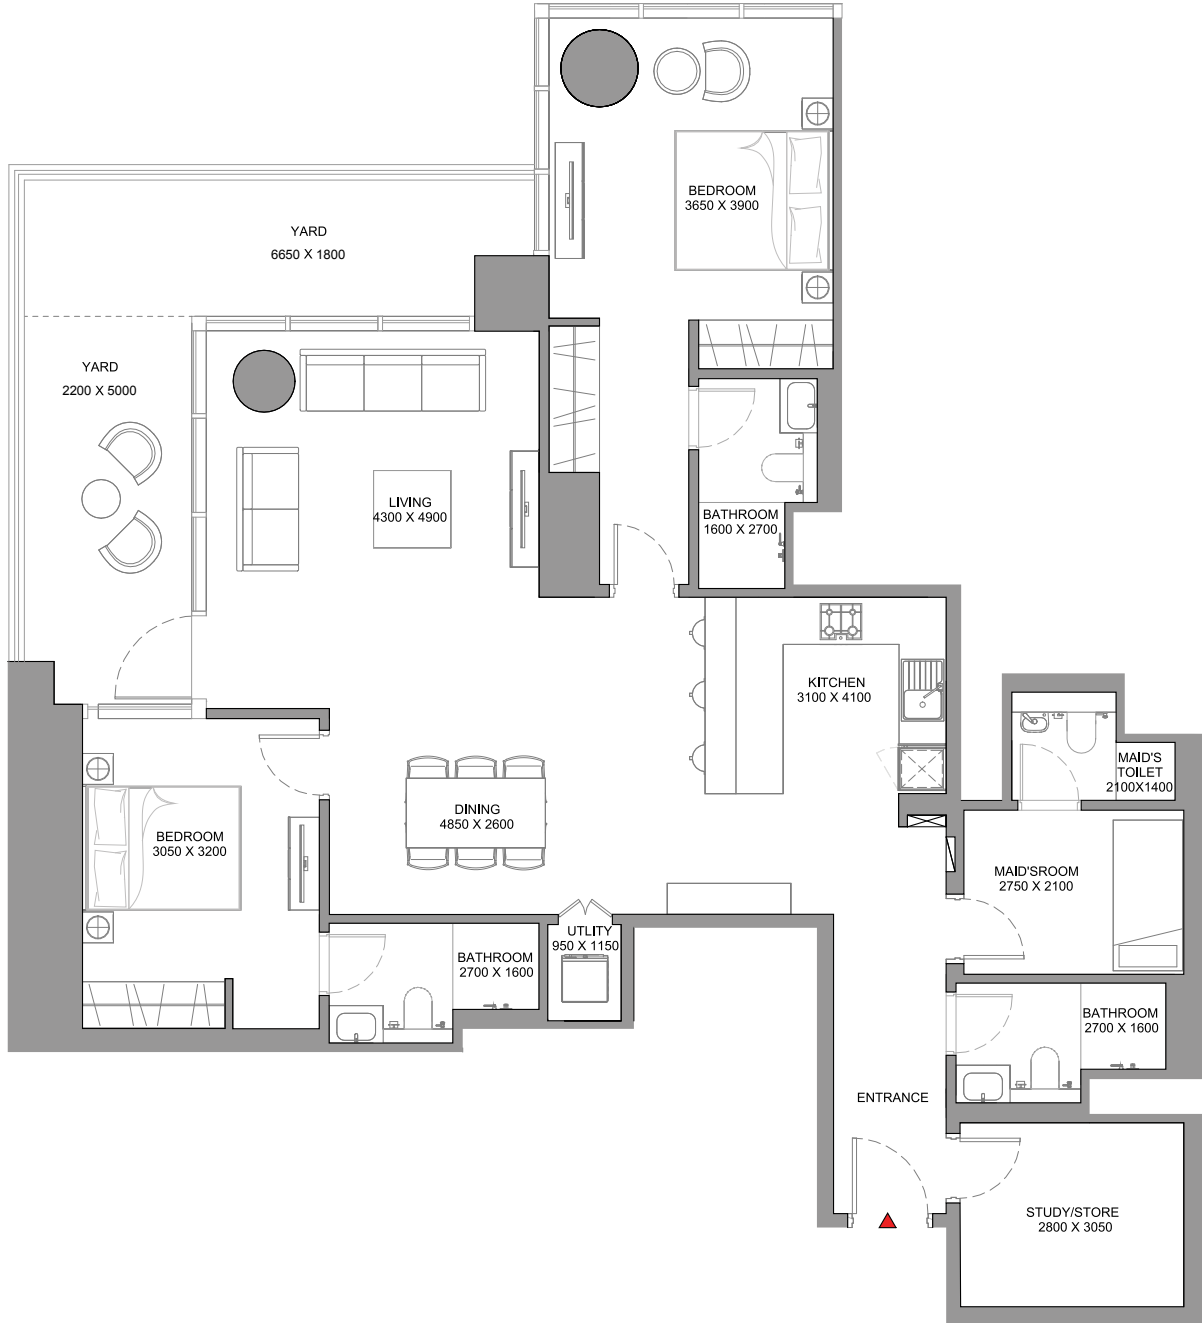 BEDROOM
3650 X 3900
YARD
6650 X 1800
YARD
2200 X 5000
LIVING
4300 X 4900
BATHROOM
1600 X 2700
KITCHEN
3100 X 4100
MAID'S
TOILET
2100X1400
DINING
4850 X 2600
BEDROOM
3050 X 3200
MAID'SROOM
2750 X 2100
UTLITY
950 X 1150
BATHROOM
2700 X 1600
BATHROOM
2700 X 1600
ENTRANCE
STUDY/STORE
2800 X 3050